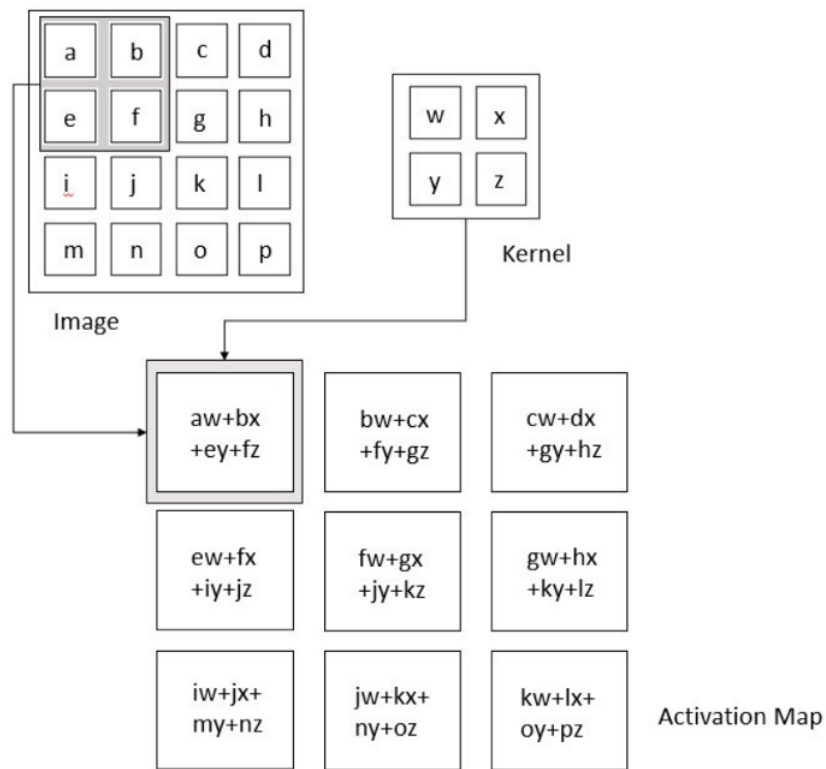 a b c d
e f g h
i j k l
m n o p
Image
w x
y z
Kernel
aw+bx
+ey+fz
bw+cx
+fy+gz
cw+dx
+gy+hz
ew+fx
+iy+jz
fw+gx
+jy+kz
gw+hx
+ky+lz
iw+jx+
my+nz
jw+kx+
ny+oz
kw+lx+
oy+pz
Activation Map